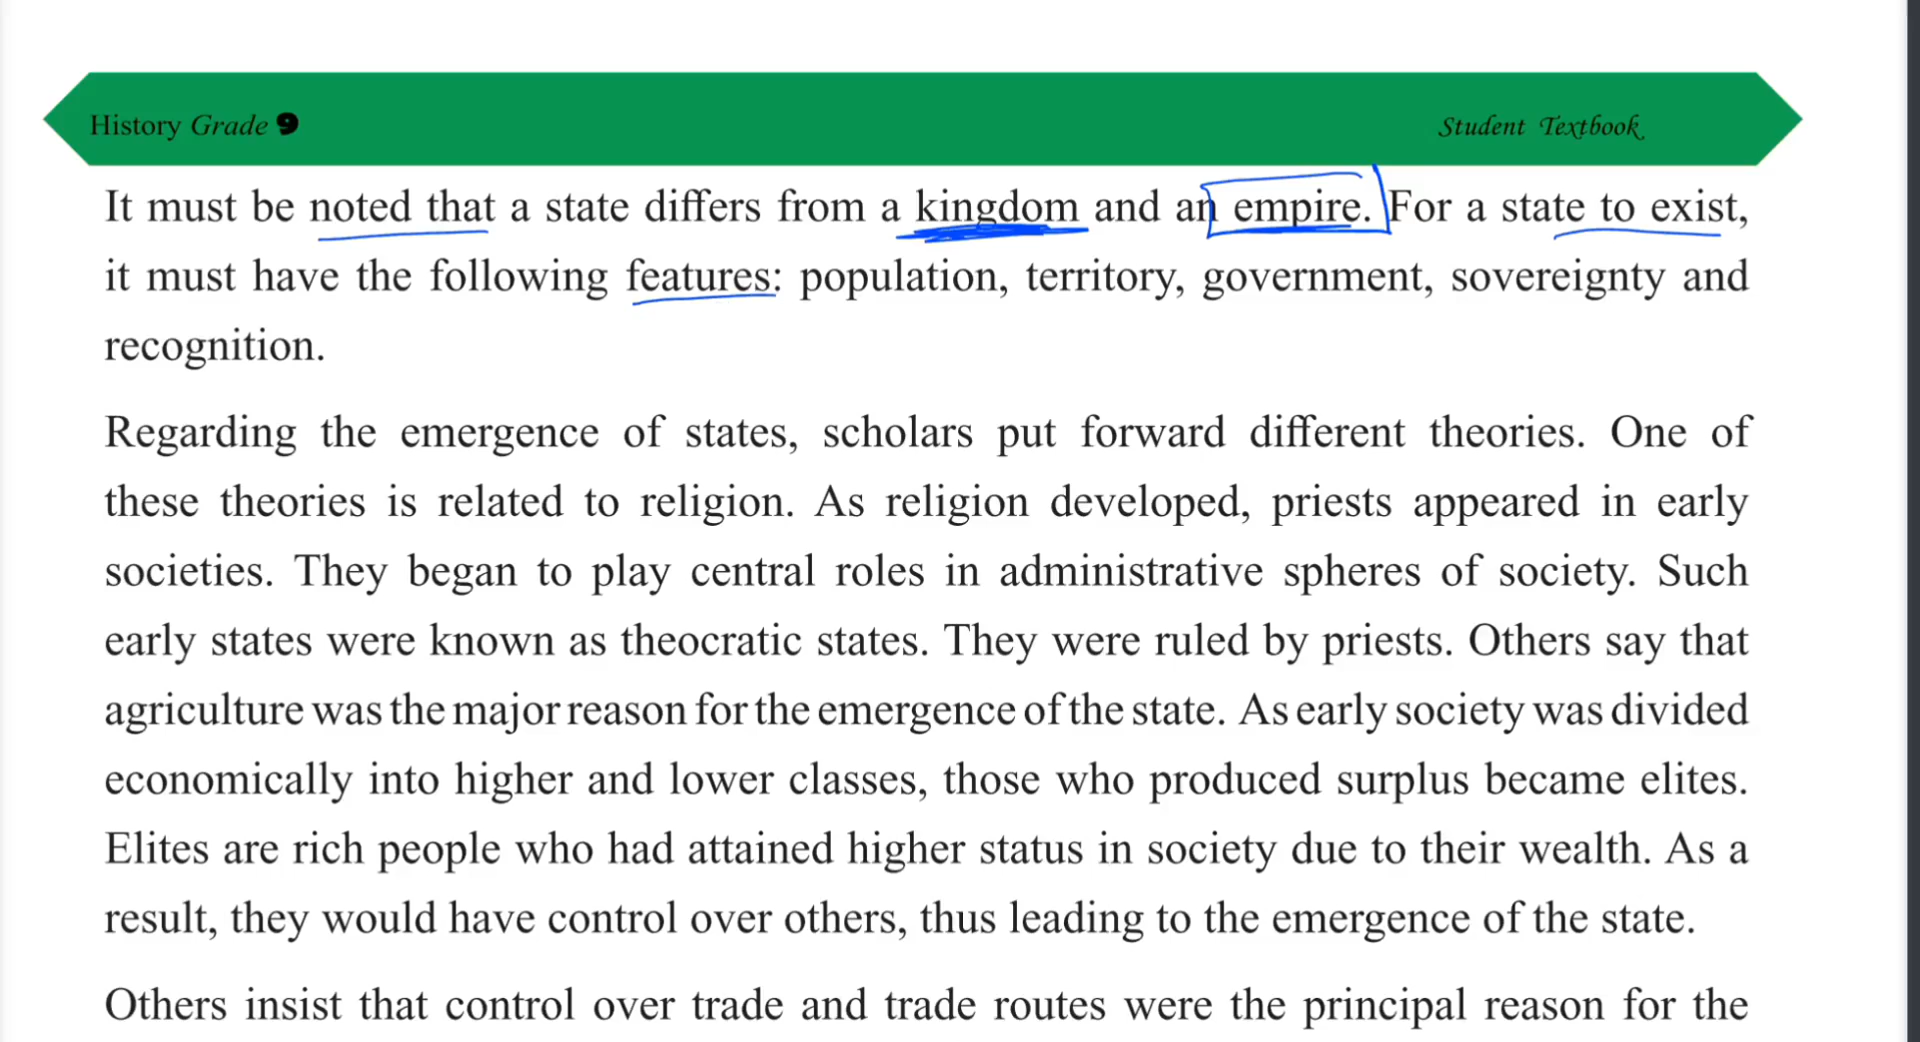 History Grade 9
Student Textbook
It must be noted that a state differs from a kingdom and an empire. For a state to exist,
it must have the following features: population, territory, government, sovereignty and
recognition.
Regarding the emergence of states, scholars put forward different theories. One of
these theories is related to religion. As religion developed, priests appeared in early
societies. They began to play central roles in administrative spheres of society. Such
early states were known as theocratic states. They were ruled by priests. Others say that
agriculture was the major reason for the emergence of the state. As early society was divided
economically into higher and lower classes, those who produced surplus became elites.
Elites are rich people who had attained higher status in society due to their wealth. As a
result, they would have control over others, thus leading to the emergence of the state.
Others insist that control over trade and trade routes were the principal reason for the